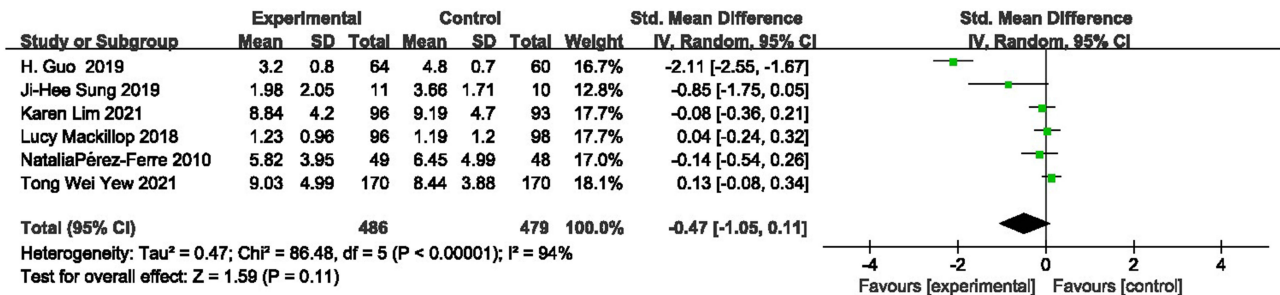 Experimental Control Std. Mean Difference Std. Mean Difference
Study or Subgroup Mean SD Total Mean SD Total Weight IV, Random, 95% CI IV, Random, 95% CI
H. Guo 2019 3.2 0.8 64 4.8 0.7 60 16.7% -2.11 [-2.55, -1.67]
Ji-Hee Sung 2019 1.98 2.05 11 3.66 1.71 10 12.8% -0.85 [-1.75, 0.05]
Karen Lim 2021 8.84 4.2 96 9.19 4.7 93 17.7% -0.08 [-0.36, 0.21]
Lucy Mackillop 2018 1.23 0.96 96 1.19 1.2 98 17.7% 0.04 [-0.24, 0.32]
NataliaPérez-Ferre 2010 5.82 3.95 49 6.45 4.99 48 17.0% -0.14 [-0.54, 0.26]
Tong Wei Yew 2021 9.03 4.99 170 8.44 3.88 170 18.1% 0.13 [-0.08, 0.34]
Total (95% CI) 486 479 100.0% -0.47 [-1.05, 0.11]
Heterogeneity: Tau² = 0.47; Chi² = 86.48, df = 5 (P < 0.00001); I² = 94%
Test for overall effect: Z = 1.59 (P = 0.11)
-4 -2 0 2 4
Favours [experimental] Favours [control]